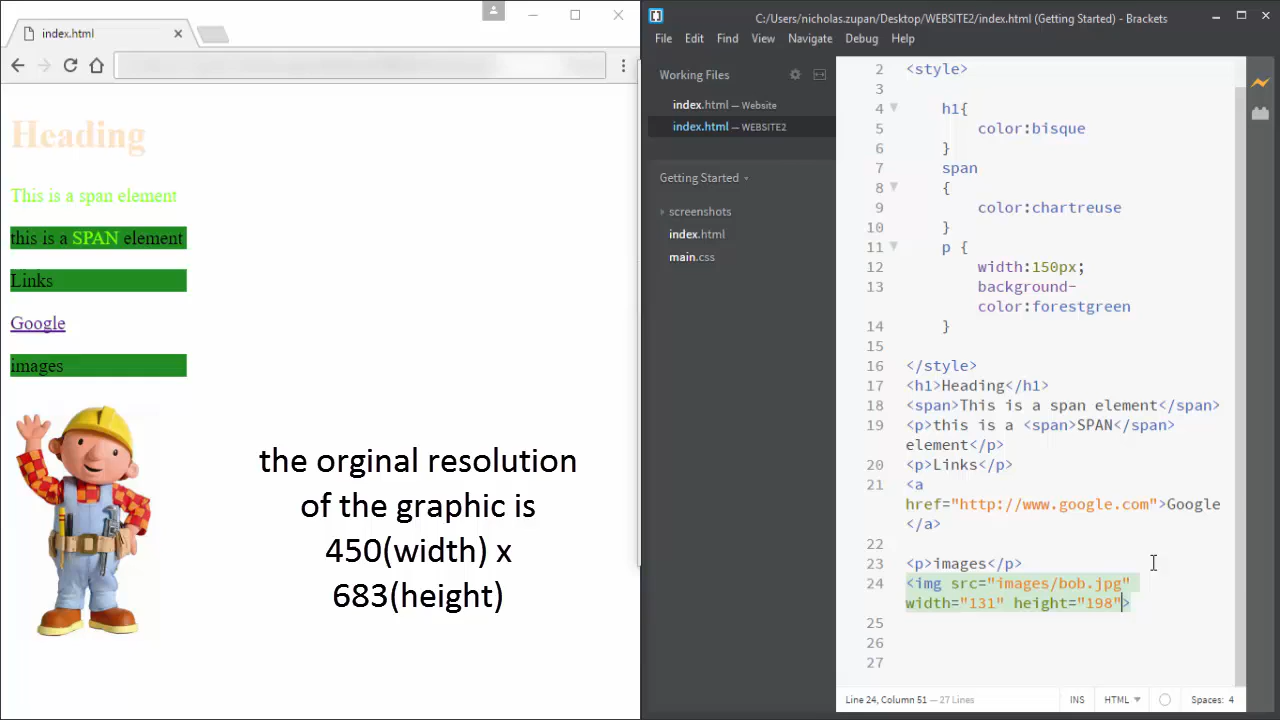 index.html
Heading
This is a span element
this is a SPAN element
Links
Google
images
the orginal resolution
of the graphic is
450(width) x
683(height)
C:/Users/nicholas.zupan/Desktop/WEBSITE2/index.html (Getting Started) - Brackets
File Edit Find View Navigate Debug Help
Working Files
index.html — Website
index.html — WEBSITE2
Getting Started
screenshots
index.html
main.css
2 <style>
3
4 h1{
5 color:bisque
6 }
7 span
8 {
9 color:chartreuse
10 }
11 p {
12 width:150px;
13 background-
color:forestgreen
14 }
15
16 </style>
17 <h1>Heading</h1>
18 <span>This is a span element</span>
19 <p>this is a <span>SPAN</span>
element</p>
20 <p>Links</p>
21 <a
href="http://www.google.com">Google
</a>
22
23 <p>images</p>
24 <img src="images/bob.jpg"
width="131" height="198">
25
26
27
Line 24, Column 51 — 27 Lines INS HTML Spaces: 4